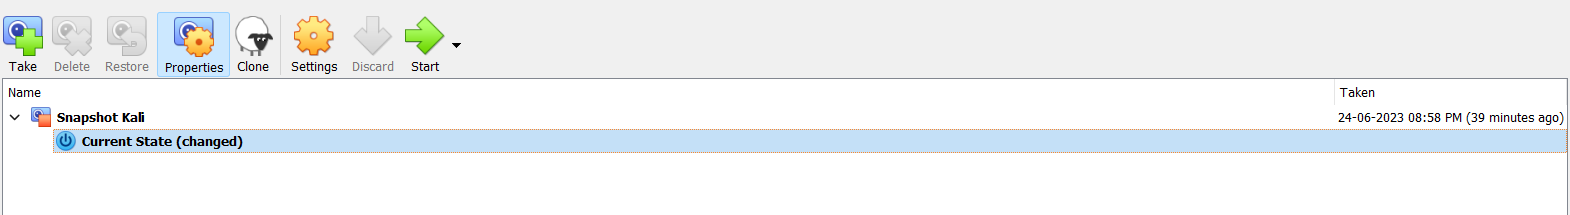 Take Delete Restore Properties Clone Settings Discard Start
Name Taken
Snapshot Kali 24-06-2023 08:58 PM (39 minutes ago)
Current State (changed)